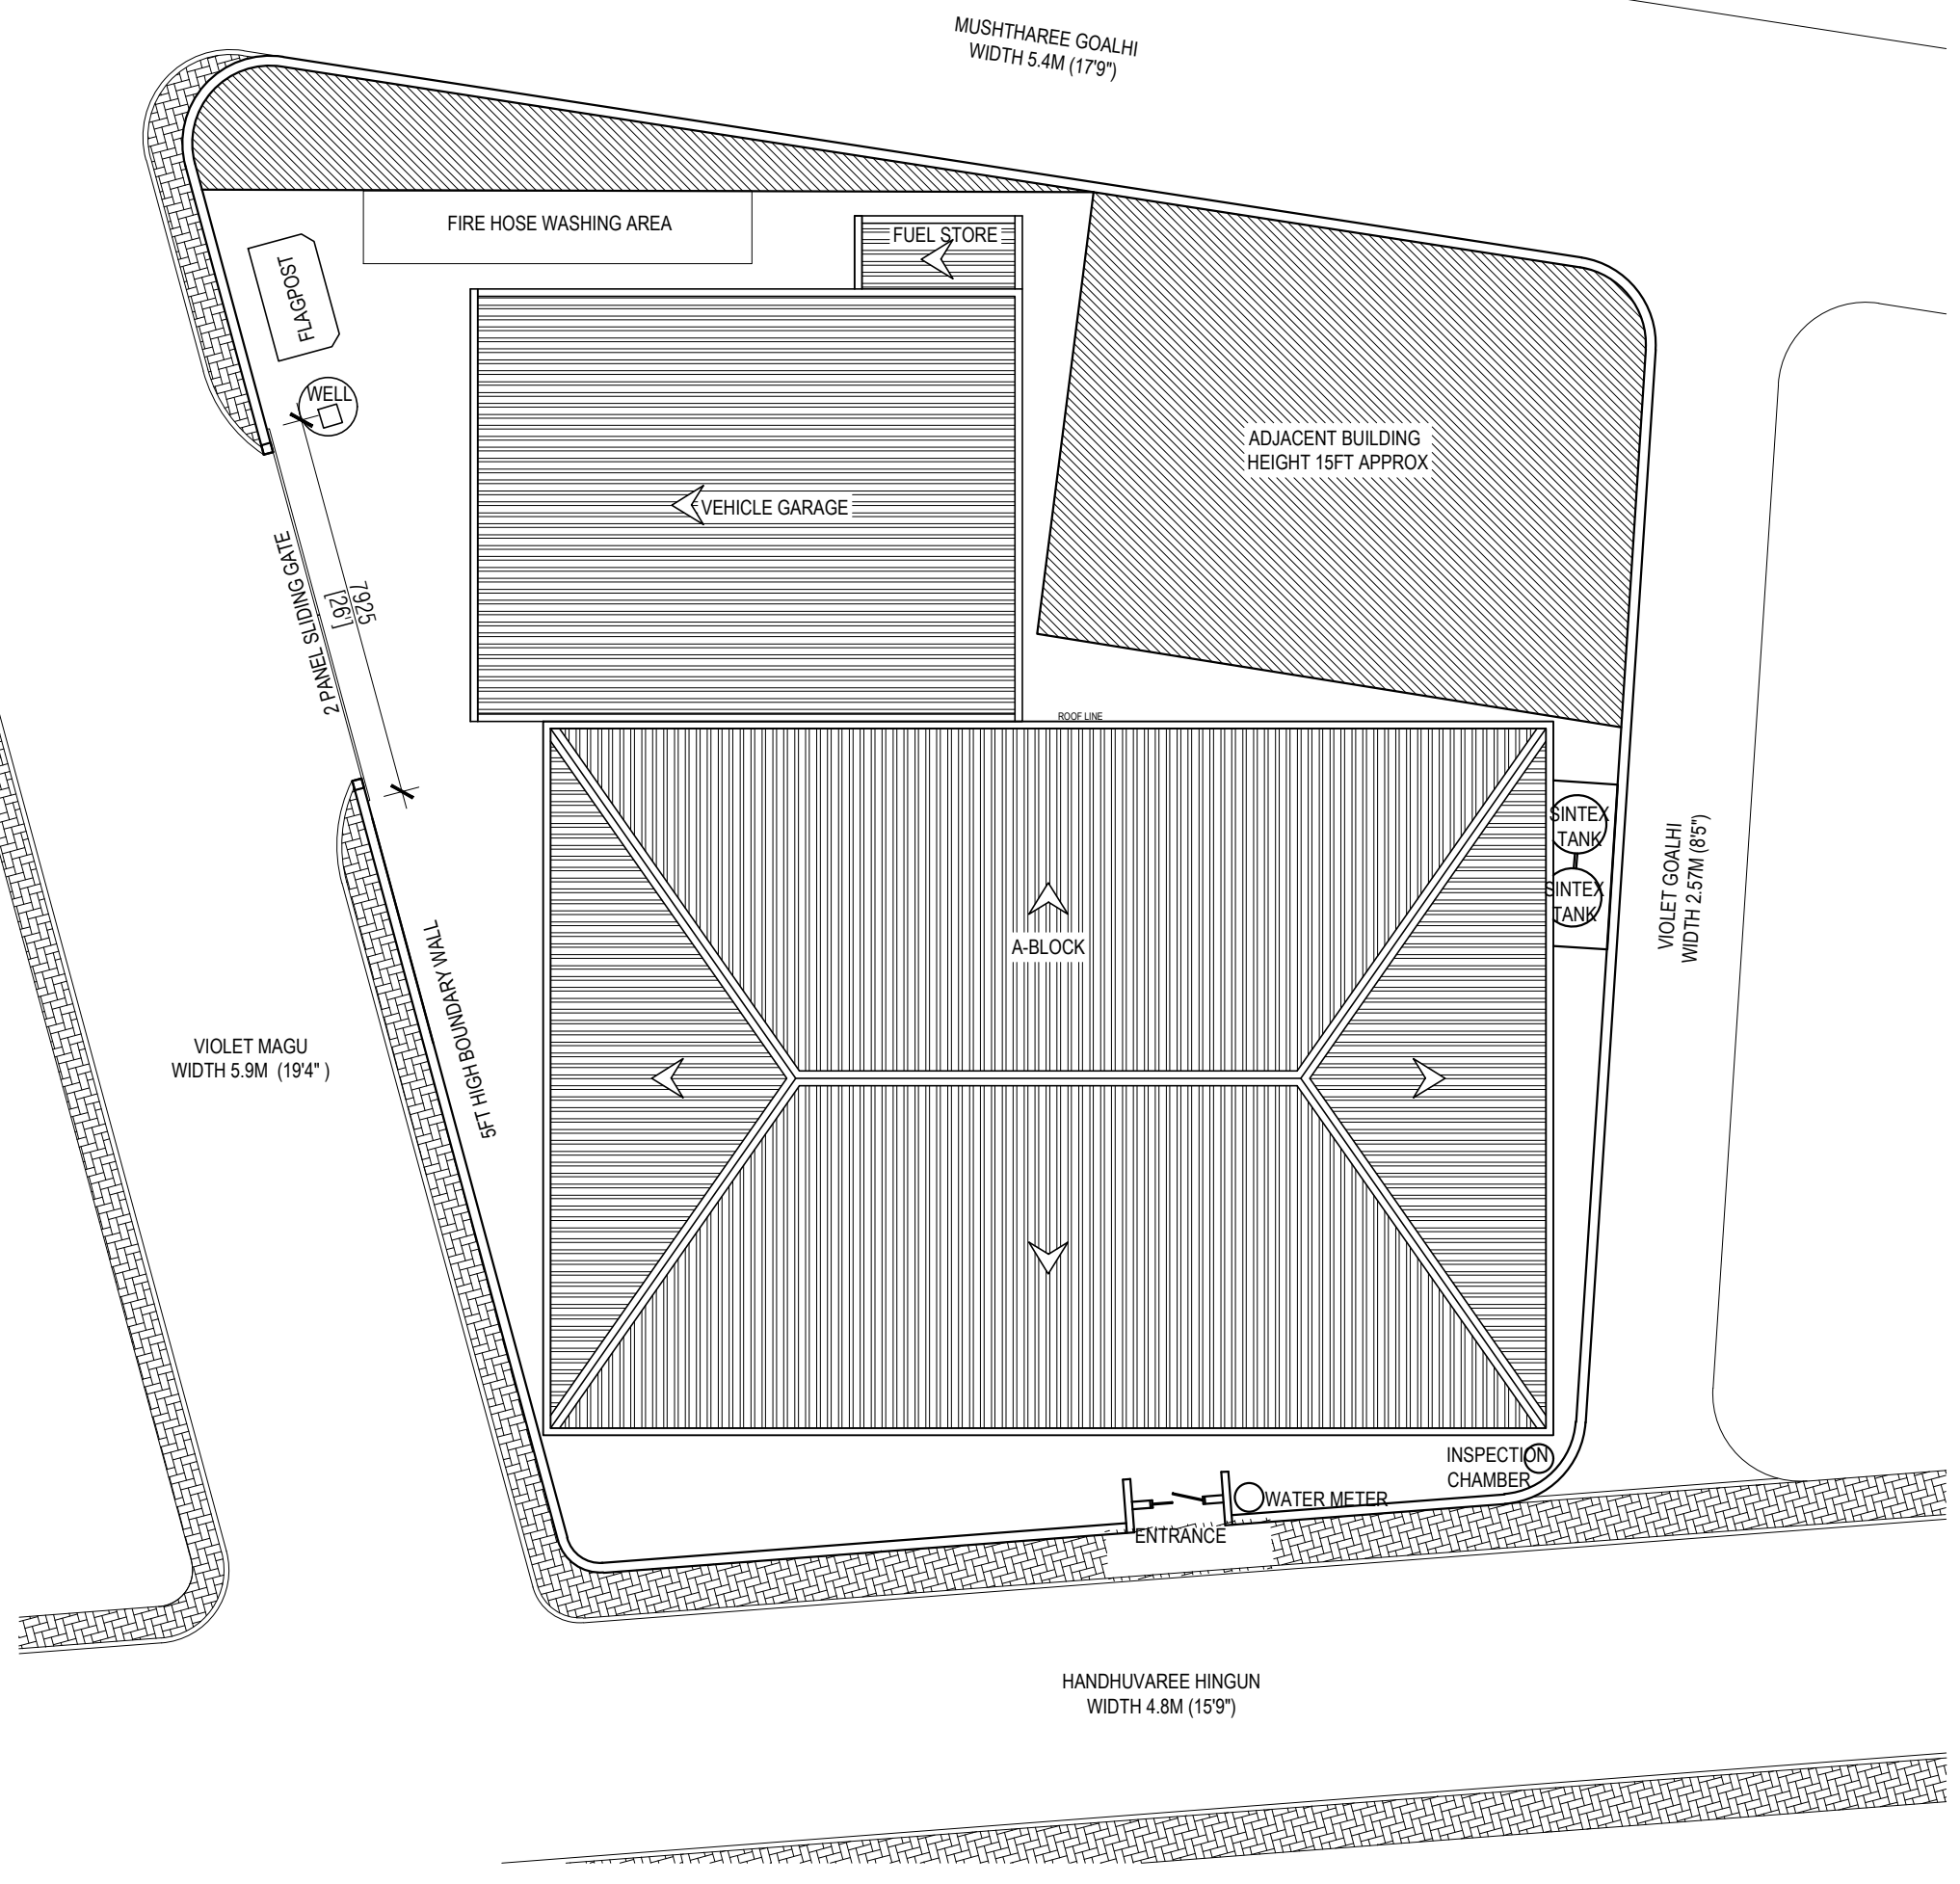 MUSHTHAREE GOALHI
WIDTH 5.4M (17'9")
FIRE HOSE WASHING AREA
FUEL STORE
FLAGPOST
WELL
ADJACENT BUILDING
HEIGHT 15FT APPROX
VEHICLE GARAGE
2 PANEL SLIDING GATE
7925
[26']
ROOF LINE
SINTEX
TANK
SINTEX
TANK
VIOLET GOALHI
WIDTH 2.57M (8'5")
A-BLOCK
5FT HIGH BOUNDARY WALL
VIOLET MAGU
WIDTH 5.9M (19'4" )
INSPECTION
CHAMBER
WATER METER
ENTRANCE
HANDHUVAREE HINGUN
WIDTH 4.8M (15'9")